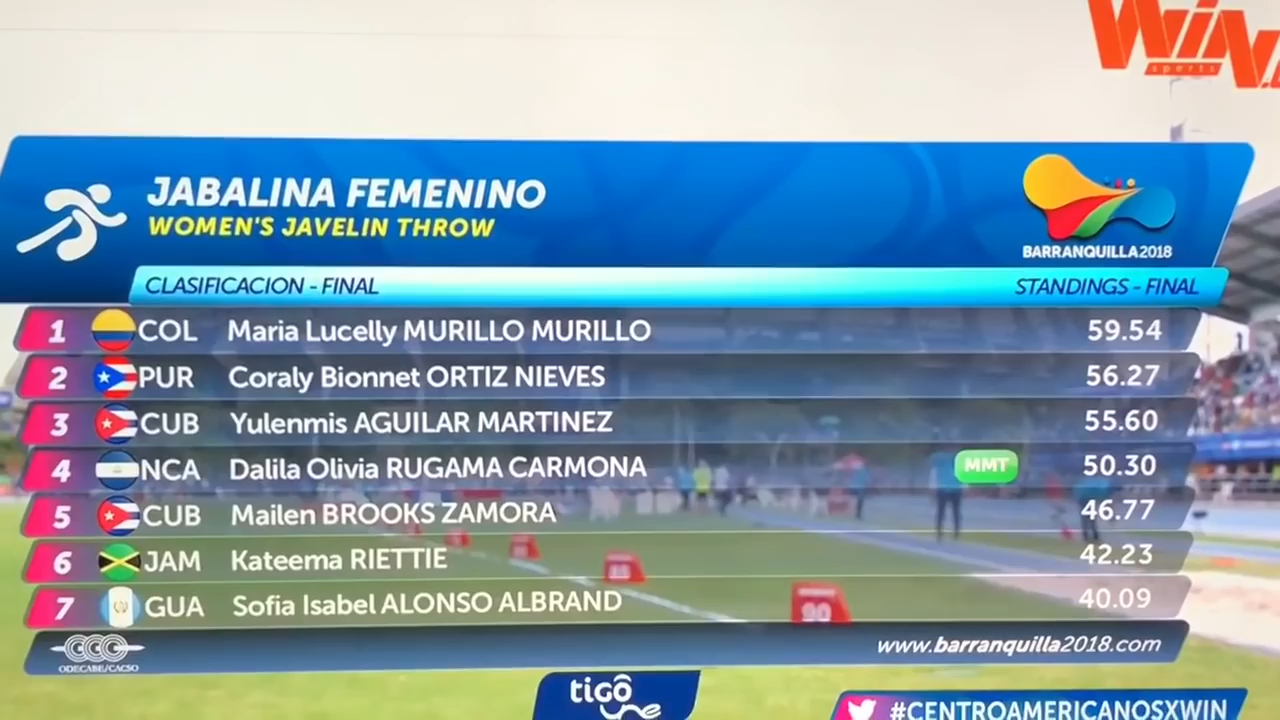 WiN
sports
JABALINA FEMENINO
WOMEN'S JAVELIN THROW
BARRANQUILLA2018
CLASIFICACION - FINAL STANDINGS - FINAL
1 COL Maria Lucelly MURILLO MURILLO 59.54
2 PUR Coraly Bionnet ORTIZ NIEVES 56.27
3 CUB Yulenmis AGUILAR MARTINEZ 55.60
4 NCA Dalila Olivia RUGAMA CARMONA MMT 50.30
5 CUB Mailen BROOKS ZAMORA 46.77
6 JAM Kateema RIETTIE 42.23
7 GUA Sofia Isabel ALONSO ALBRAND 40.09
90
ODECABE/CACSO
www.barranquilla2018.com
tigo
une
#CENTROAMERICANOSXWIN